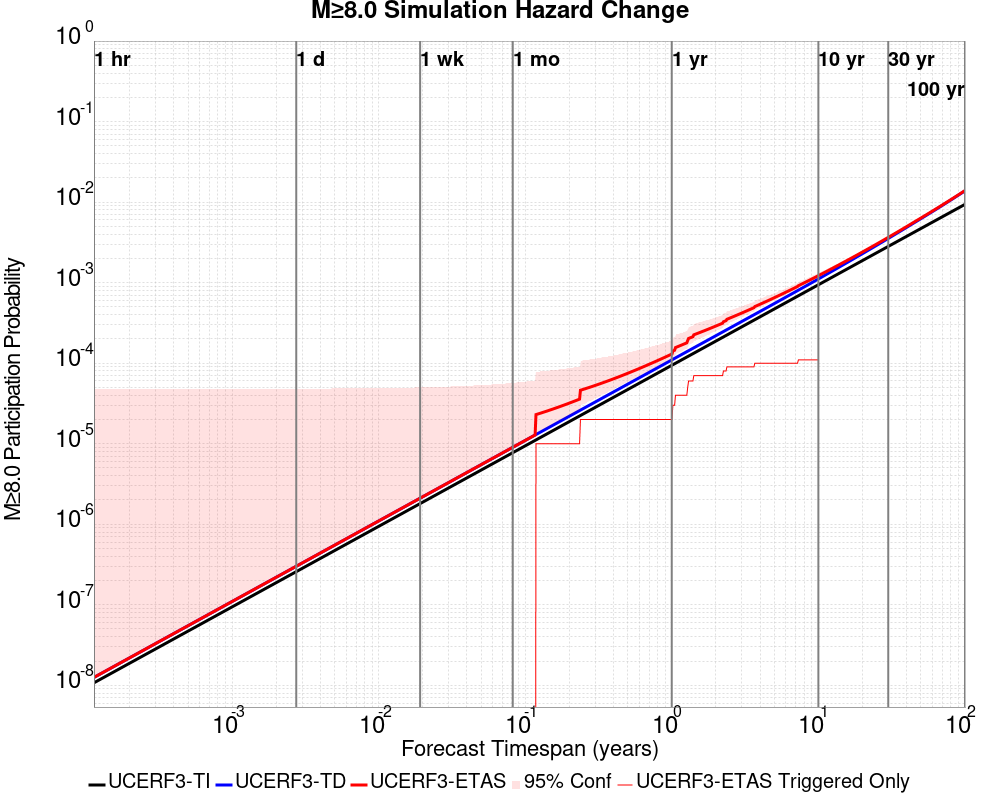 M≥8.0 Simulation Hazard Change
10^0
1 hr 1 d 1 wk 1 mo 1 yr 10 yr 30 yr
100 yr
10^-1
10^-2
10^-3
10^-4
10^-5
10^-6
10^-7
10^-8
M≥8.0 Participation Probability
10^-3 10^-2 10^-1 10^0 10^1 10^2
Forecast Timespan (years)
UCERF3-TI UCERF3-TD UCERF3-ETAS 95% Conf UCERF3-ETAS Triggered Only